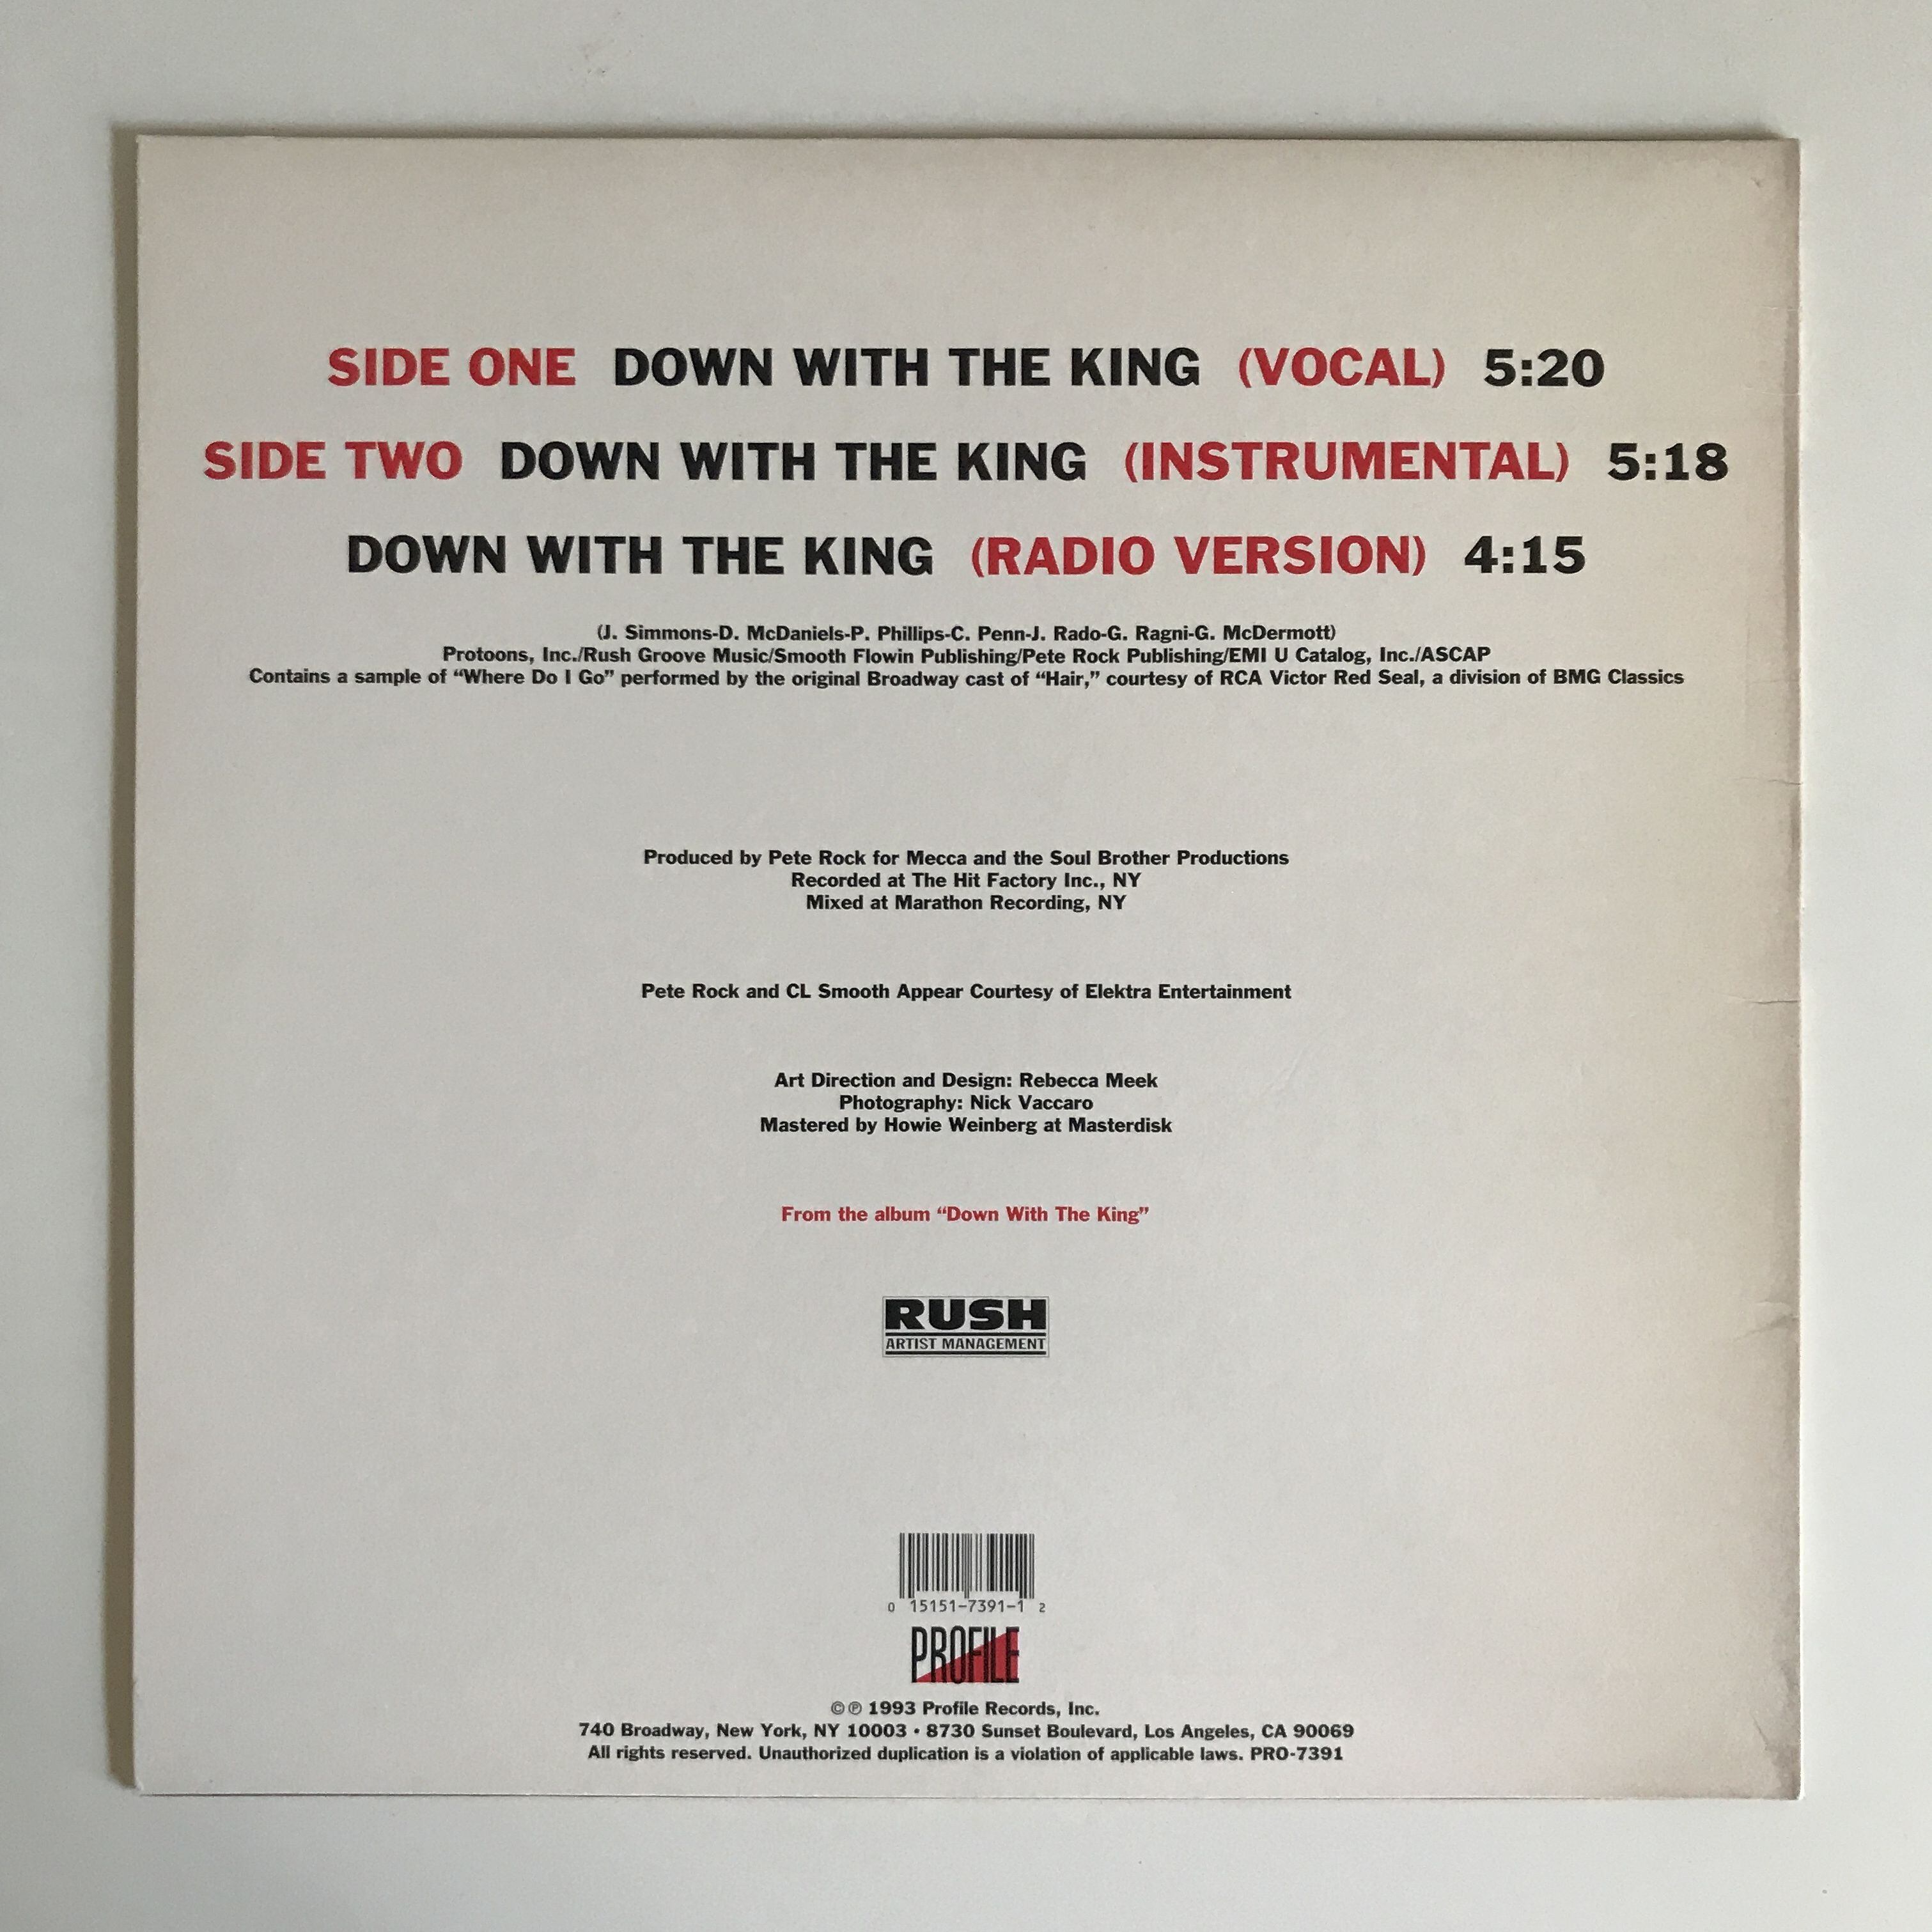 SIDE ONE DOWN WITH THE KING (VOCAL) 5:20
SIDE TWO DOWN WITH THE KING (INSTRUMENTAL) 5:18
DOWN WITH THE KING (RADIO VERSION) 4:15
(J. Simmons-D. McDaniels-P. Phillips-C. Penn-J. Rado-G. Ragni-G. McDermott)
Protoons, Inc./Rush Groove Music/Smooth Flowin Publishing/Pete Rock Publishing/EMI U Catalog, Inc./ASCAP
Contains a sample of “Where Do I Go” performed by the original Broadway cast of “Hair,” courtesy of RCA Victor Red Seal, a division of BMG Classics
Produced by Pete Rock for Mecca and the Soul Brother Productions
Recorded at The Hit Factory Inc., NY
Mixed at Marathon Recording, NY
Pete Rock and CL Smooth Appear Courtesy of Elektra Entertainment
Art Direction and Design: Rebecca Meek
Photography: Nick Vaccaro
Mastered by Howie Weinberg at Masterdisk
From the album “Down With The King”
RUSH
ARTIST MANAGEMENT
0 15151-7391-1 2
PROFILE
©℗ 1993 Profile Records, Inc.
740 Broadway, New York, NY 10003 • 8730 Sunset Boulevard, Los Angeles, CA 90069
All rights reserved. Unauthorized duplication is a violation of applicable laws. PRO-7391